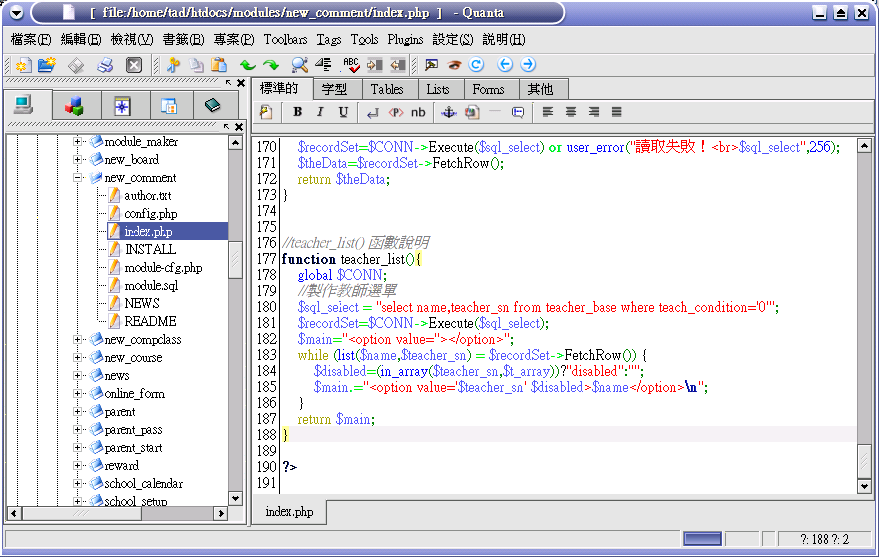 [ file:/home/tad/htdocs/modules/new_comment/index.php ] - Quanta
檔案(F) 編輯(E) 檢視(V) 書籤(B) 專案(P) Toolbars Tags Tools Plugins 設定(S) 說明(H)
ABC
標準的 字型 Tables Lists Forms 其他
B I U <P> nb
module_maker
new_board
new_comment
author.txt
config.php
index.php
INSTALL
module-cfg.php
module.sql
NEWS
README
new_compclass
new_course
news
online_form
parent
parent_pass
parent_start
reward
school_calendar
school_setup
170 $recordSet=$CONN->Execute($sql_select) or user_error("讀取失敗！<br>$sql_select",256);
171 $theData=$recordSet->FetchRow();
172 return $theData;
173 }
174
175
176 //teacher_list() 函數說明
177 function teacher_list(){
178 global $CONN;
179 //製作教師選單
180 $sql_select = "select name,teacher_sn from teacher_base where teach_condition='0'";
181 $recordSet=$CONN->Execute($sql_select);
182 $main="<option value=''></option>";
183 while (list($name,$teacher_sn) = $recordSet->FetchRow()) {
184 $disabled=(in_array($teacher_sn,$t_array))?"disabled":"";
185 $main.="<option value='$teacher_sn' $disabled>$name</option>\n";
186 }
187 return $main;
188 }
189
190 ?>
191
index.php
?: 188 ?: 2